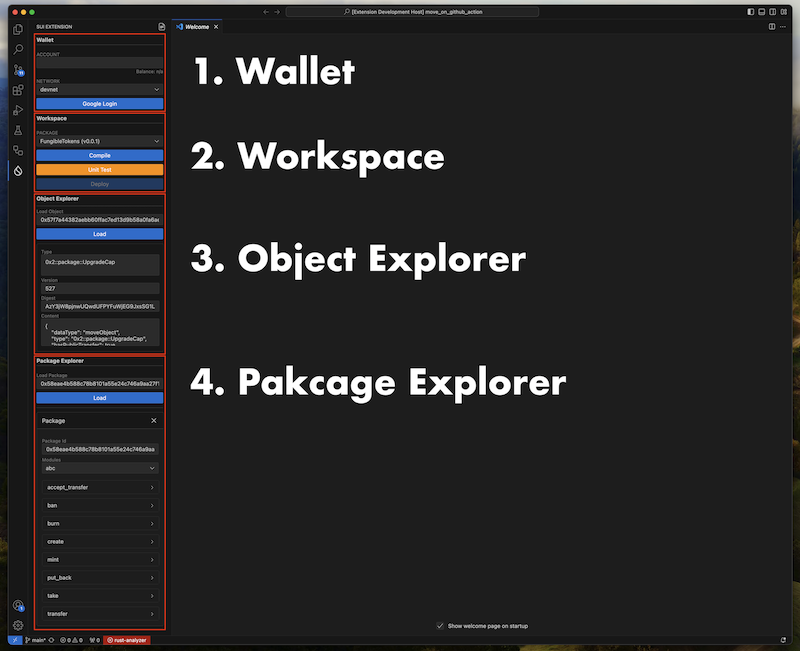 [Extension Development Host] move_on_github_action
SUI EXTENSION
Welcome
Wallet
ACCOUNT
Balance: n/a
NETWORK
devnet
Google Login
1. Wallet
Workspace
PACKAGE
FungibleTokens (v0.0.1)
Compile
Unit Test
Deploy
2. Workspace
Object Explorer
Load Object
Load
Type
0x2::package::UpgradeCap
Version
527
Digest
Content
{
"dataType": "moveObject",
"type": "0x2::package::UpgradeCap",
3. Object Explorer
Package Explorer
Load Package
0x58eae4b588c78b8101a55e24c746a9aa27f1
Load
4. Pakcage Explorer
Package
Package Id
0x58eae4b588c78b8101a55e24c746a9aa
Modules
abc
accept_transfer
ban
burn
create
mint
put_back
take
transfer
Show welcome page on startup
main* 0 0 0 rust-analyzer